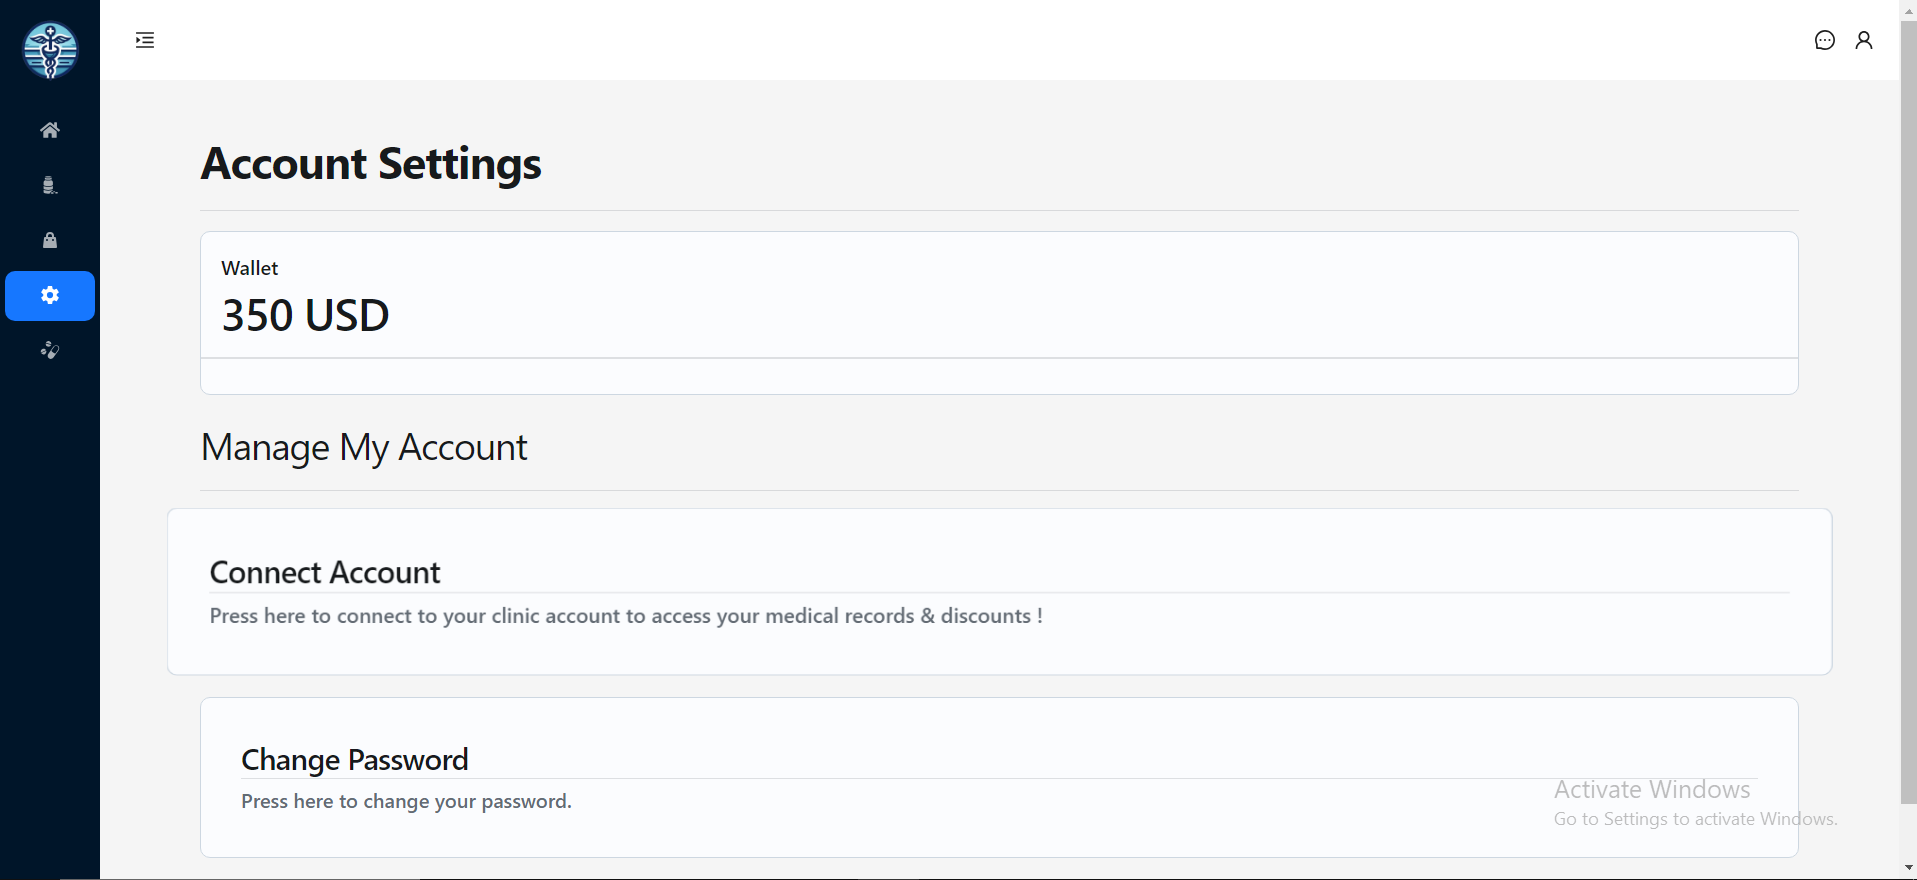 Account Settings
Wallet
350 USD
Manage My Account
Connect Account
Press here to connect to your clinic account to access your medical records & discounts !
Change Password
Press here to change your password.
Activate Windows
Go to Settings to activate Windows.